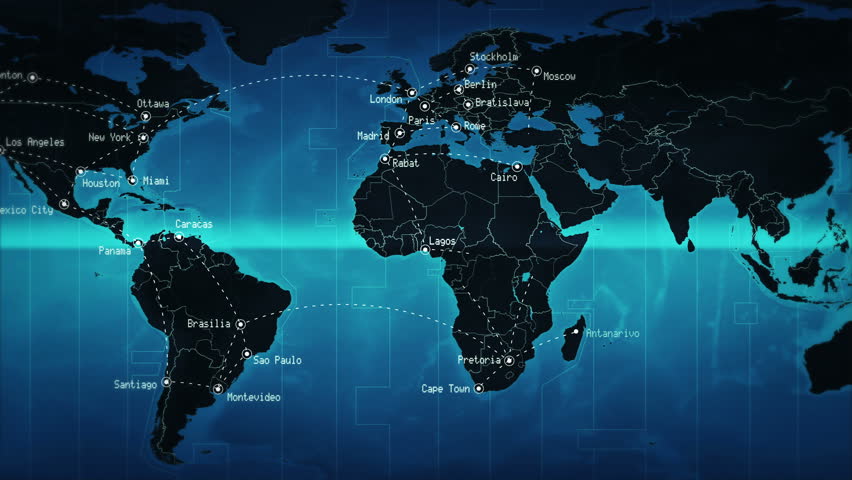 Stockholm
Moscow
nton
Berlin
London
Bratislava
Ottawa
Paris
Rome
New York
Madrid
Los Angeles
Rabat
Cairo
Miami
Houston
exico City
Caracas
Lagos
Panama
Brasilia
Antanarivo
Sao Paulo
Pretoria
Santiago
Cape Town
Montevideo